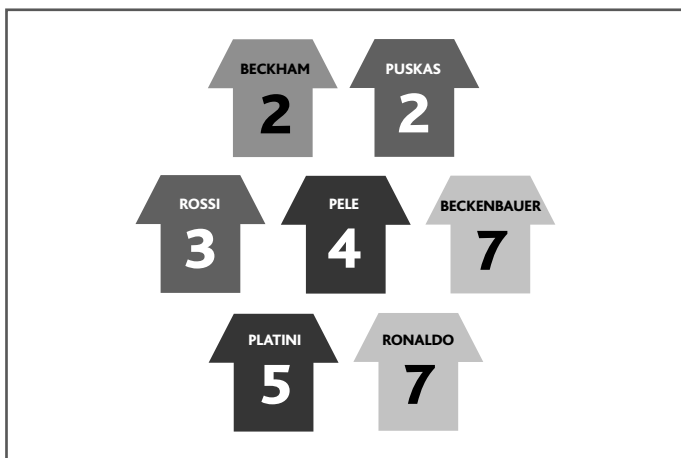 BECKHAM PUSKAS
2 2
ROSSI PELE BECKENBAUER
3 4 7
PLATINI RONALDO
5 7